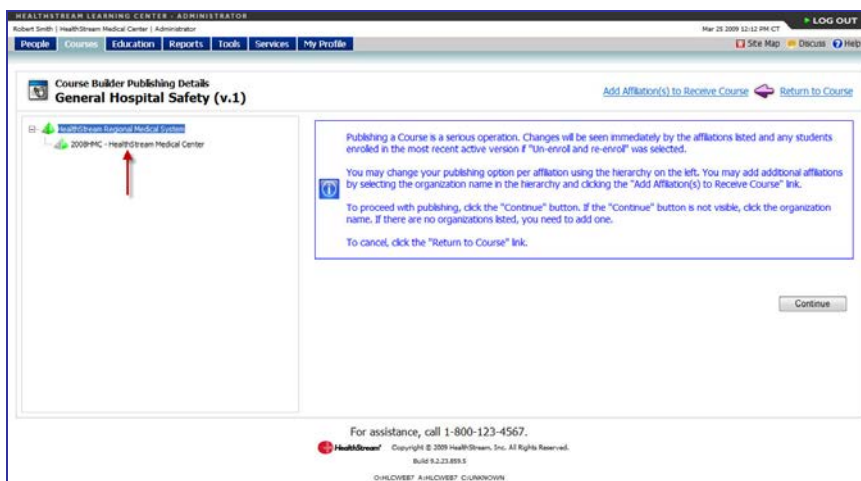 HEALTHSTREAM LEARNING CENTER - ADMINISTRATOR
LOG OUT
Robert Smith | HealthStream Medical Center | Administrator
Mar 25 2009 12:12 PM CT
People Courses Education Reports Tools Services My Profile
Site Map Discuss Help
Course Builder Publishing Details
General Hospital Safety (v.1)
Add Affiliation(s) to Receive Course Return to Course
HealthStream Regional Medical System
2008HMC - HealthStream Medical Center
Publishing a Course is a serious operation. Changes will be seen immediately by the affiliations listed and any students
enrolled in the most recent active version if "Un-enrol and re-enrol" was selected.
You may change your publishing option per affiliation using the hierarchy on the left. You may add additional affiliations
by selecting the organization name in the hierarchy and clicking the "Add Affiliation(s) to Receive Course" link.
To proceed with publishing, click the "Continue" button. If the "Continue" button is not visible, click the organization
name. If there are no organizations listed, you need to add one.
To cancel, click the "Return to Course" link.
Continue
For assistance, call 1-800-123-4567.
HealthStream Copyright © 2009 HealthStream, Inc. All Rights Reserved.
Build 9.2.23.859.5
O:HLCWEB7 A:HLCWEB7 C:UNKNOWN